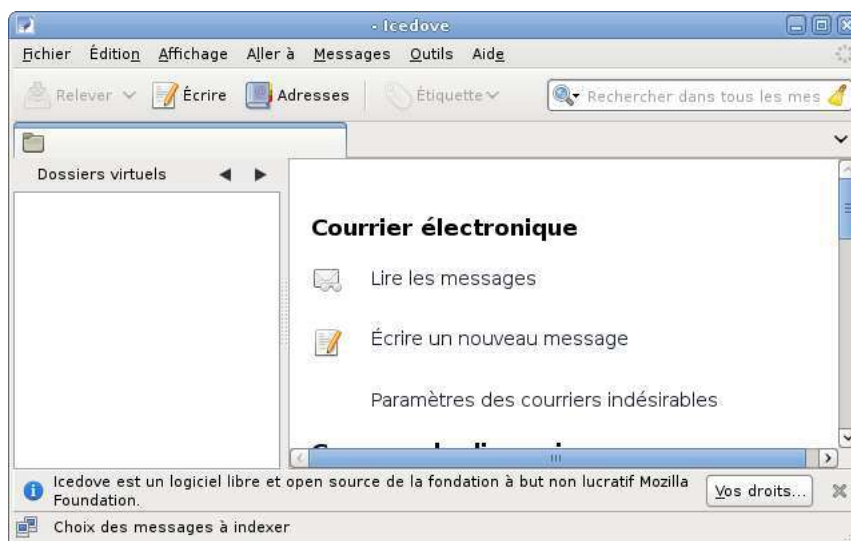 - Icedove
Fichier Édition Affichage Aller à Messages Outils Aide
Relever Écrire Adresses Étiquette Rechercher dans tous les mes
Dossiers virtuels
Courrier électronique
Lire les messages
Écrire un nouveau message
Paramètres des courriers indésirables
Icedove est un logiciel libre et open source de la fondation à but non lucratif Mozilla
Foundation.
Vos droits...
Choix des messages à indexer